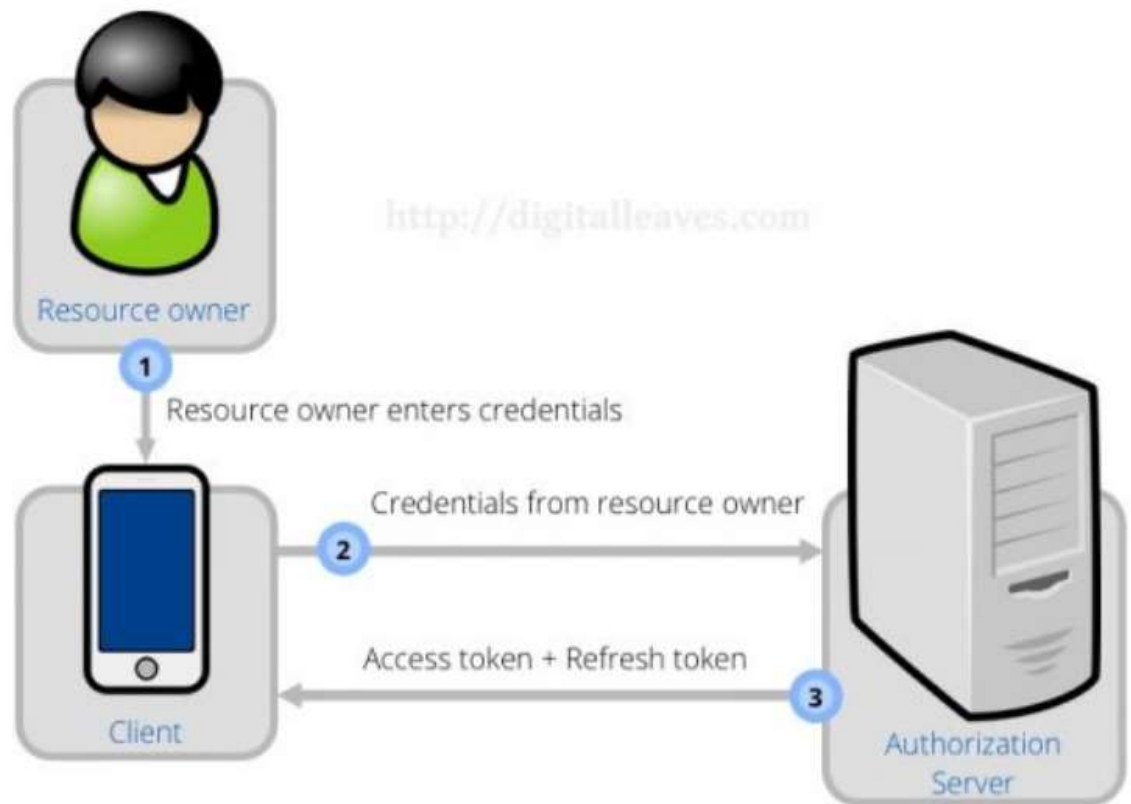 http://digitalleaves.com
Resource owner
1
Resource owner enters credentials
Credentials from resource owner
2
Access token + Refresh token
3
Client
Authorization
Server